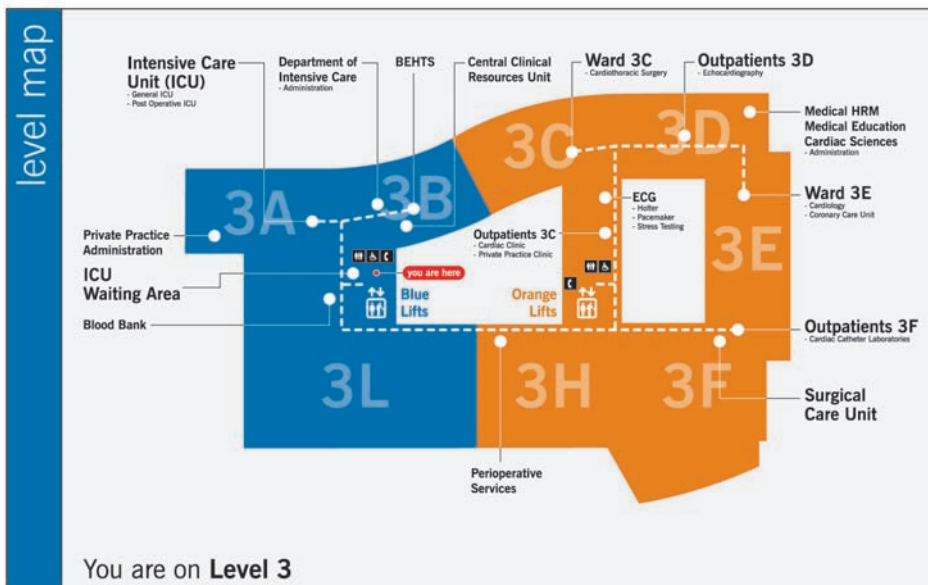 level map
Intensive Care
Unit (ICU)
- General ICU
- Post Operative ICU
Department of
Intensive Care
- Administration
BEHTS
Central Clinical
Resources Unit
Ward 3C
- Cardiothoracic Surgery
Outpatients 3D
- Echocardiography
Medical HRM
Medical Education
Cardiac Sciences
- Administration
3C
3D
3A
3B
ECG
- Holter
- Pacemaker
- Stress Testing
Ward 3E
- Cardiology
- Coronary Care Unit
Private Practice
Administration
Outpatients 3C
- Cardiac Clinic
- Private Practice Clinic
3E
ICU
Waiting Area
you are here
Blue
Lifts
Orange
Lifts
Blood Bank
Outpatients 3F
- Cardiac Catheter Laboratories
3L
3H
3F
Surgical
Care Unit
Perioperative
Services
You are on Level 3